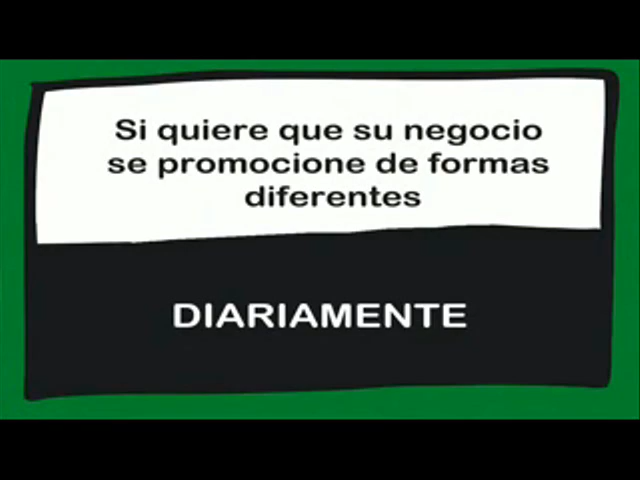 Si quiere que su negocio
se promocione de formas
diferentes
DIARIAMENTE